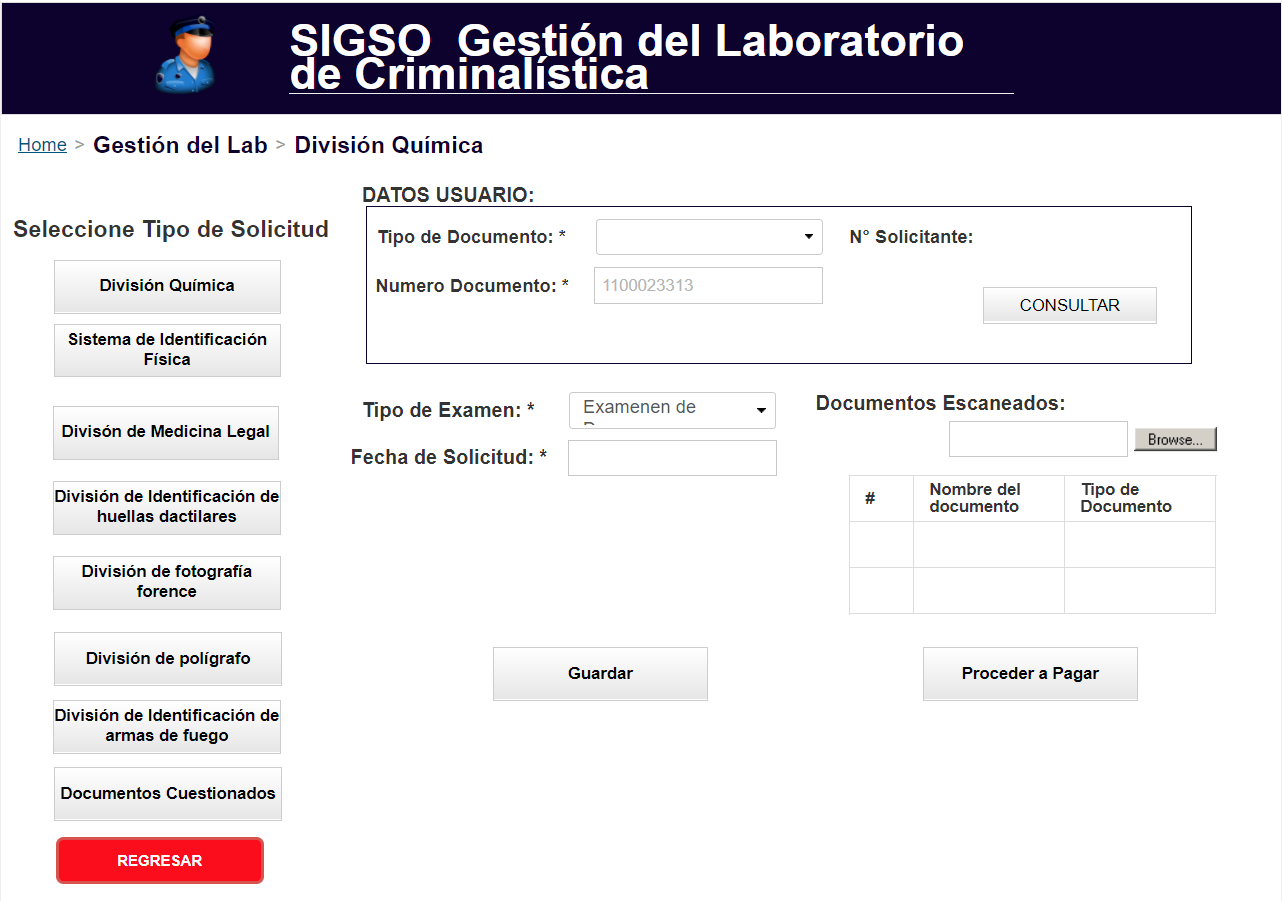 SIGSO  Gestión del Laboratorio
de Criminalística
Home > Gestión del Lab > División Química
Seleccione Tipo de Solicitud
División Química
Sistema de Identificación
Física
Divisón de Medicina Legal
División de Identificación de
huellas dactilares
División de fotografía
forence
División de polígrafo
División de Identificación de
armas de fuego
Documentos Cuestionados
REGRESAR
DATOS USUARIO:
Tipo de Documento: *
N° Solicitante:
Numero Documento: * 1100023313
CONSULTAR
Tipo de Examen: * Examenen de
Fecha de Solicitud: *
Documentos Escaneados:
Browse...
# Nombre del documento Tipo de Documento
Guardar
Proceder a Pagar